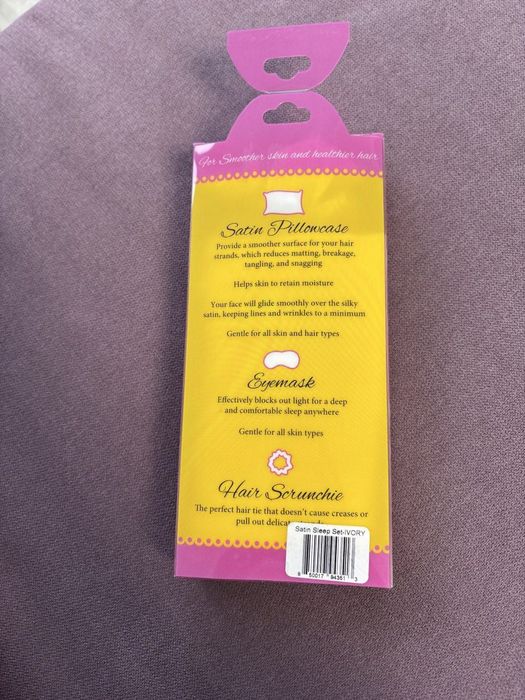 For Smoother skin and healthier hair
Satin Pillowcase
Provide a smoother surface for your hair
strands, which reduces matting, breakage,
tangling, and snagging
Helps skin to retain moisture
Your face will glide smoothly over the silky
satin, keeping lines and wrinkles to a minimum
Gentle for all skin and hair types
Eyemask
Effectively blocks out light for a deep
and comfortable sleep anywhere
Gentle for all skin types
Hair Scrunchie
The perfect hair tie that doesn't cause creases or
pull out
Satin Sleep Set-IVORY
8 50017 94351 3